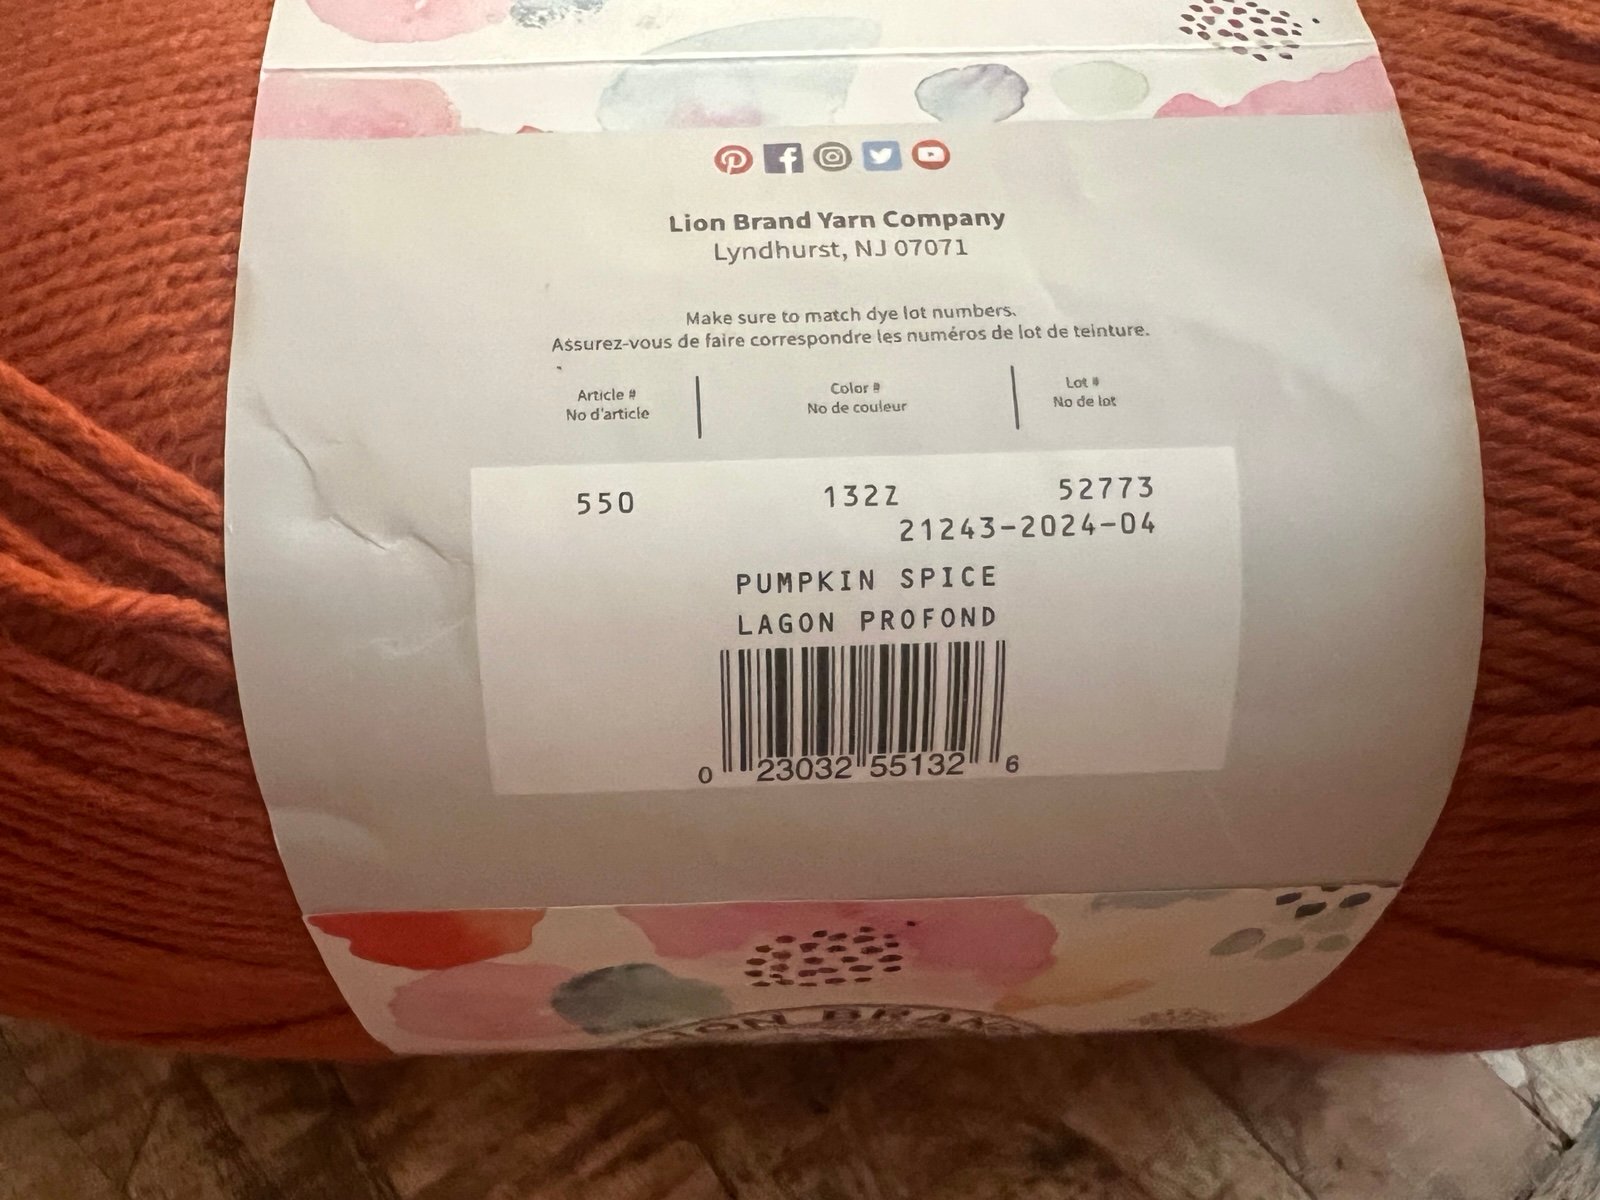 Lion Brand Yarn Company
Lyndhurst, NJ 07071
Make sure to match dye lot numbers.
Assurez-vous de faire correspondre les numéros de lot de teinture.
Article #
No d'article
Color #
No de couleur
Lot #
No de lot
550 132Z 52773
21243-2024-04
PUMPKIN SPICE
LAGON PROFOND
0 23032 55132 6
LION BRAND